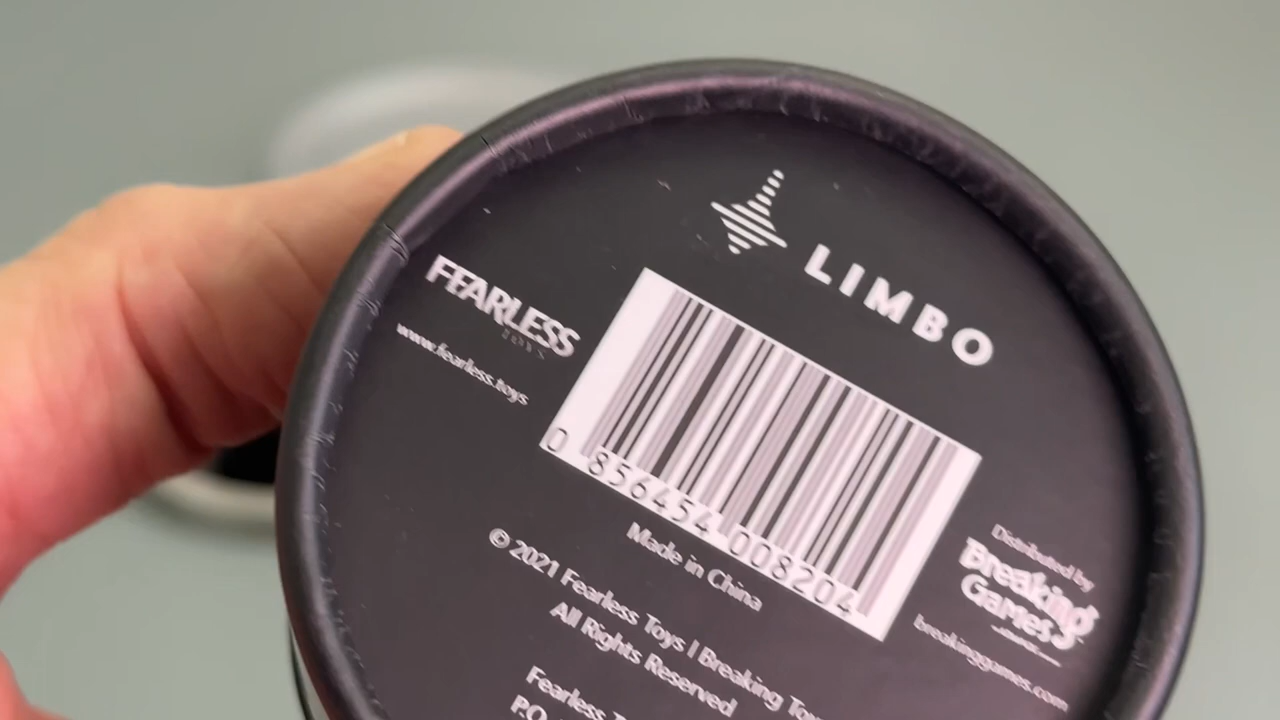 LIMBO
FEARLESS
TOYS
www.fearless.toys
0 856454 008204
Made in China
Distributed by
Breaking
Games
breakinggames.com
© 2021 Fearless Toys | Breaking
All Rights Reserved
Fearless
P.O.